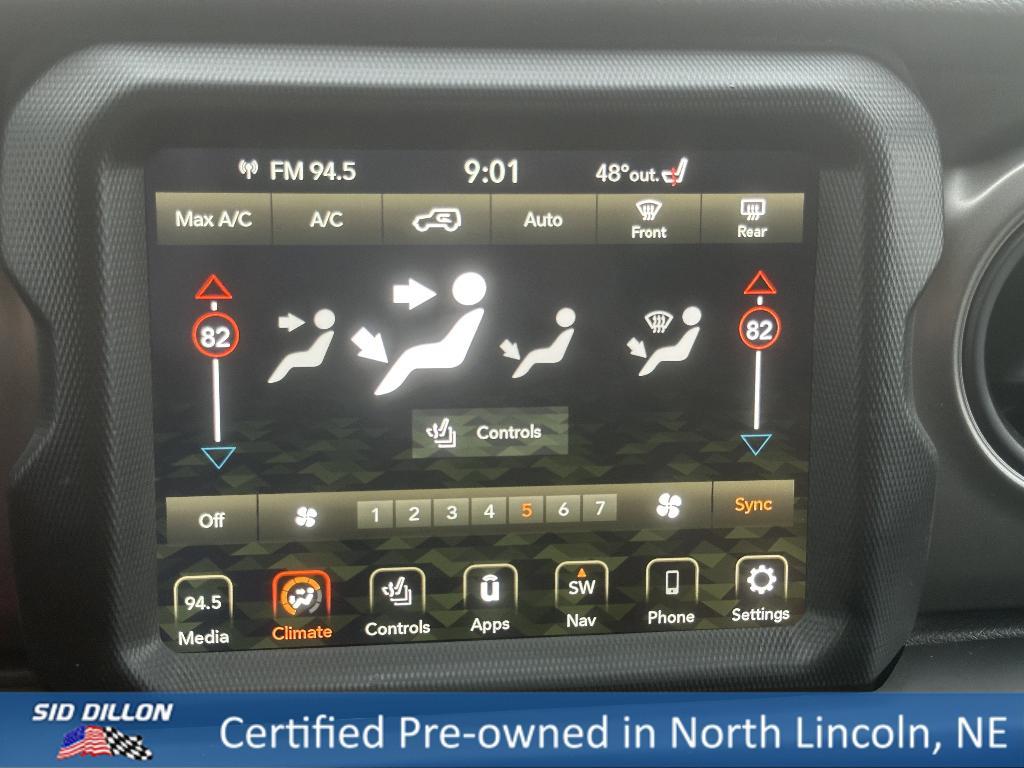 FM 94.5 9:01 48°out.
Max A/C A/C Auto Front Rear
82 82
Controls
Off 1 2 3 4 5 6 7 Sync
94.5 SW
Media Climate Controls Apps Nav Phone Settings
SID DILLON
Certified Pre-owned in North Lincoln, NE